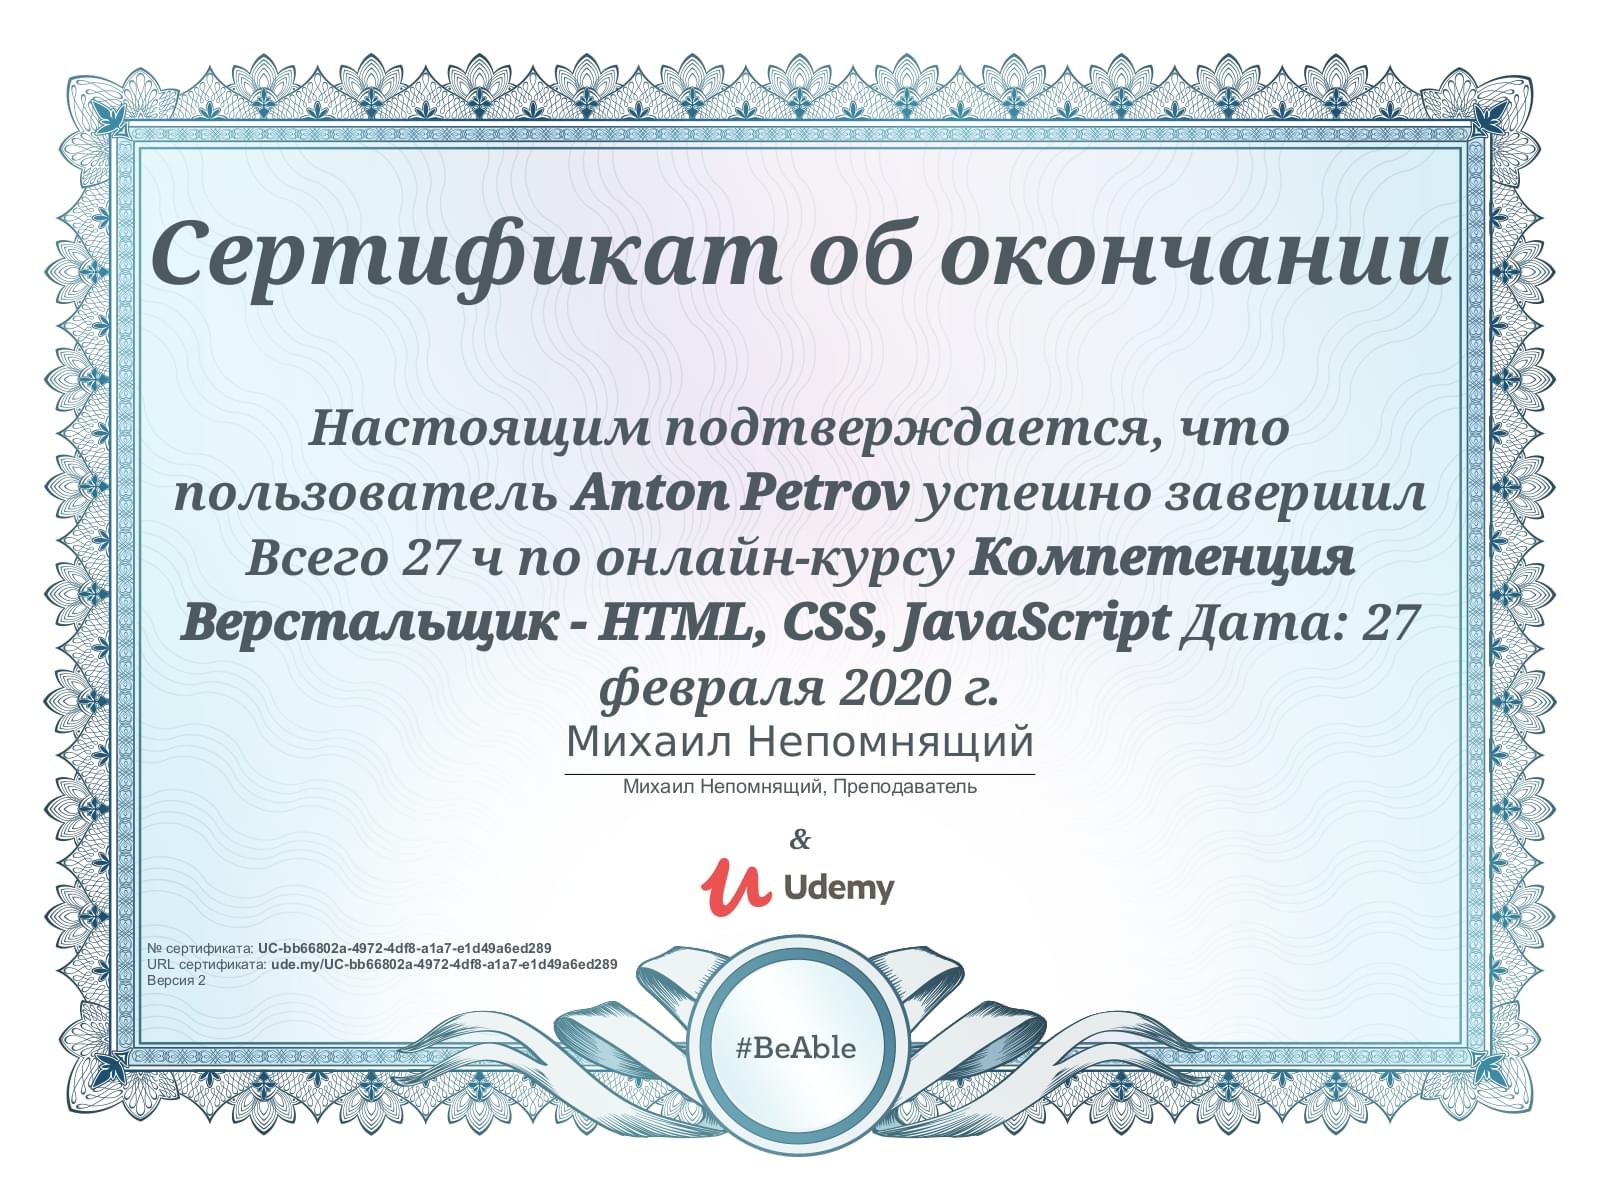 Сертификат об окончании
Настоящим подтверждается, что
пользователь Anton Petrov успешно завершил
Всего 27 ч по онлайн-курсу Компетенция
Верстальщик - HTML, CSS, JavaScript Дата: 27
февраля 2020 г.
Михаил Непомнящий
Михаил Непомнящий, Преподаватель
&
Udemy
№ сертификата: UC-bb66802a-4972-4df8-a1a7-e1d49a6ed289
URL сертификата: ude.my/UC-bb66802a-4972-4df8-a1a7-e1d49a6ed289
Версия 2
#BeAble